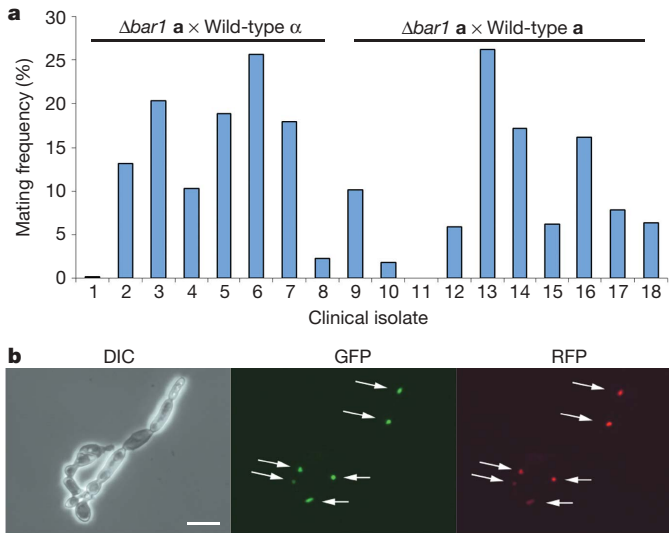 a
Δbar1 a × Wild-type α
Δbar1 a × Wild-type a
Mating frequency (%)
30
25
20
15
10
5
0
1 2 3 4 5 6 7 8 9 10 11 12 13 14 15 16 17 18
Clinical isolate
b
DIC GFP RFP